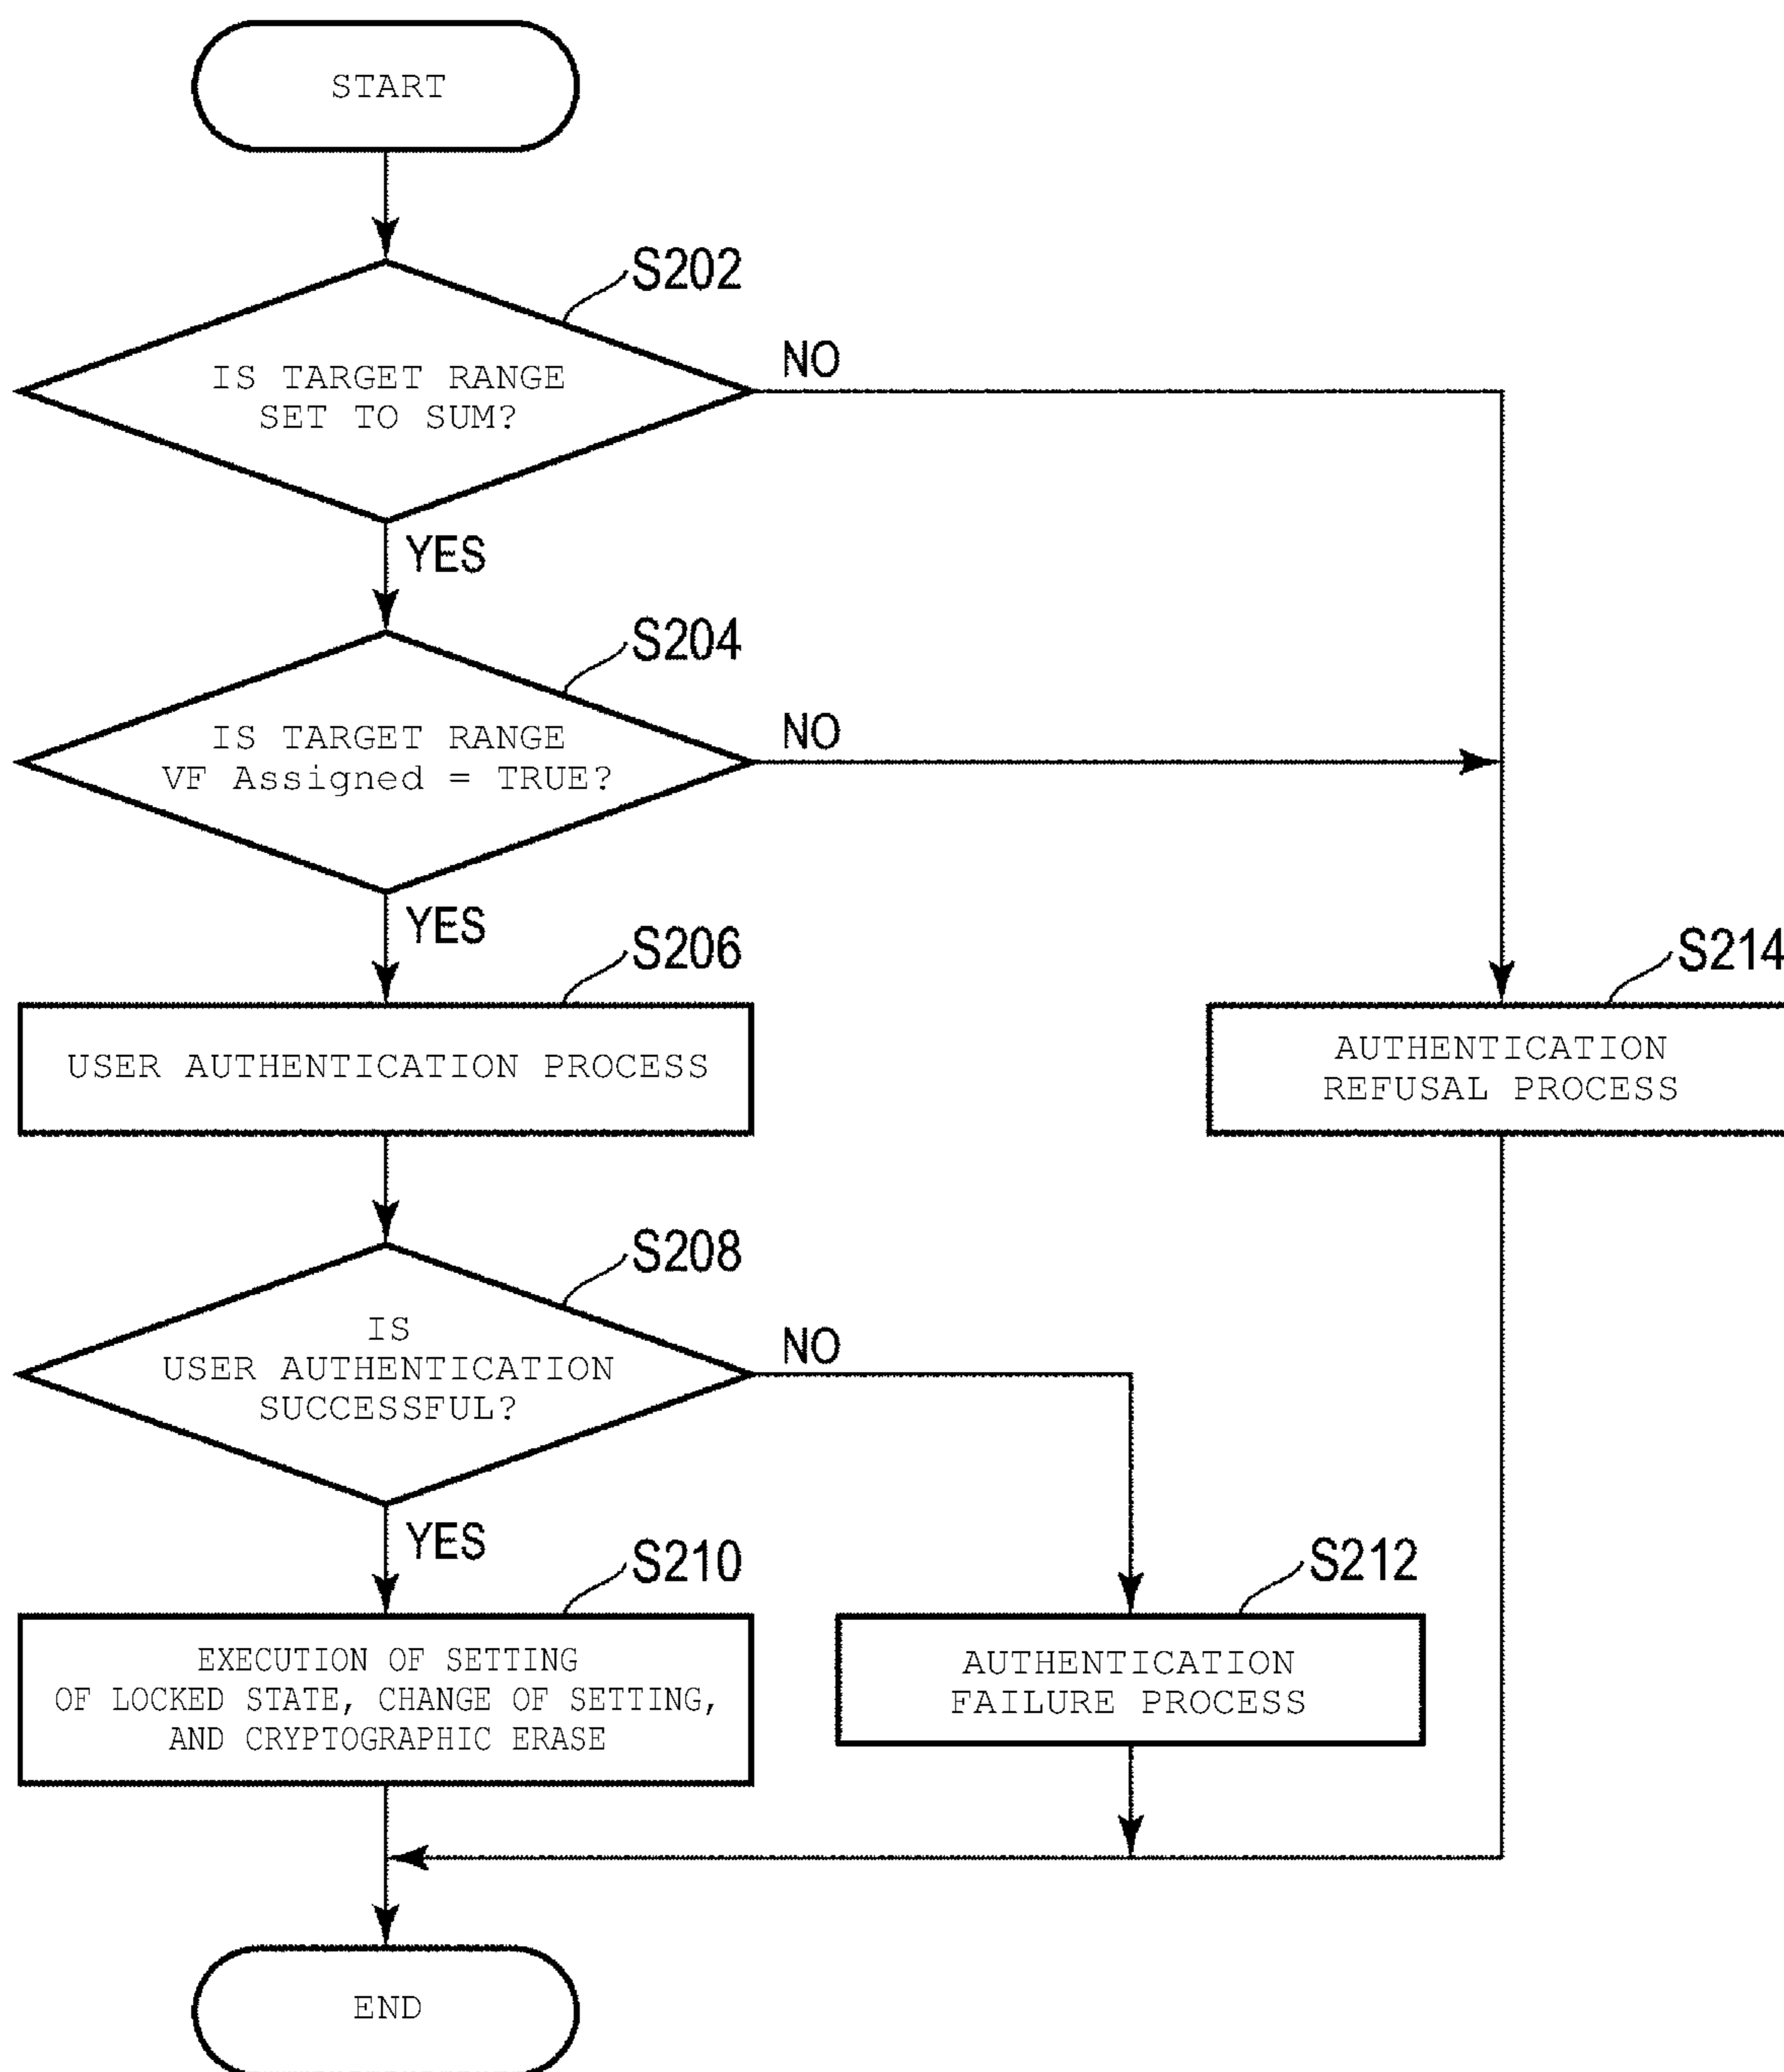 START
S202
IS TARGET RANGE
SET TO SUM?
NO
YES
S204
IS TARGET RANGE
VF Assigned = TRUE?
NO
YES
S206
USER AUTHENTICATION PROCESS
S214
AUTHENTICATION
REFUSAL PROCESS
S208
IS
USER AUTHENTICATION
SUCCESSFUL?
NO
YES
S210
EXECUTION OF SETTING
OF LOCKED STATE, CHANGE OF SETTING,
AND CRYPTOGRAPHIC ERASE
S212
AUTHENTICATION
FAILURE PROCESS
END